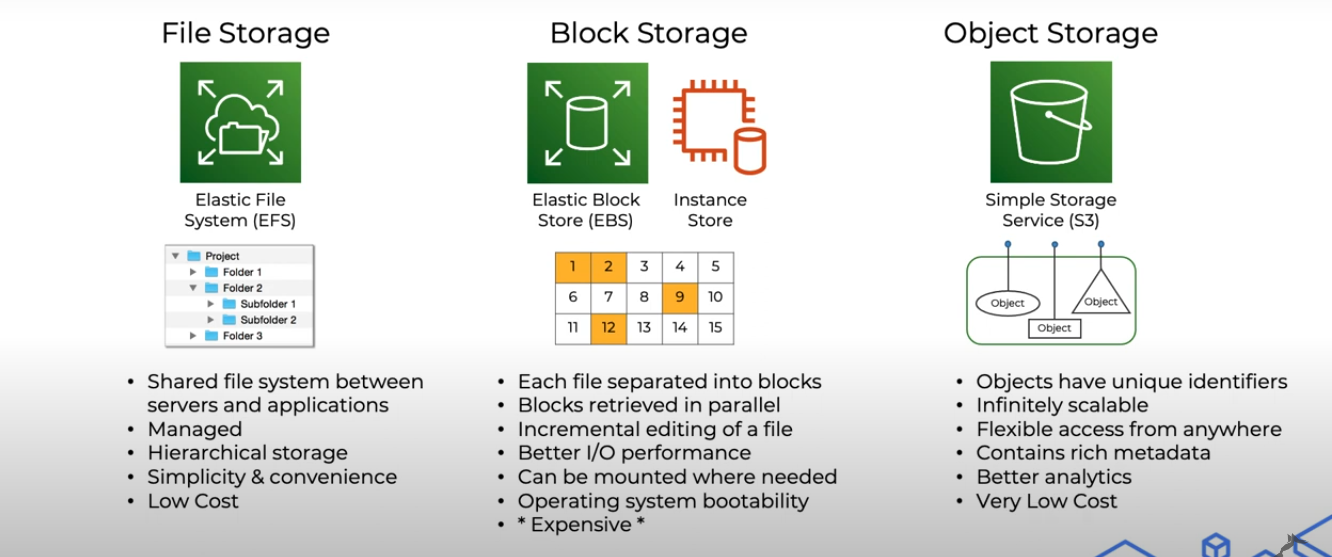 File Storage
Elastic File
System (EFS)
Project
Folder 1
Folder 2
Subfolder 1
Subfolder 2
Folder 3
• Shared file system between
servers and applications
• Managed
• Hierarchical storage
• Simplicity & convenience
• Low Cost
Block Storage
Elastic Block
Store (EBS)
Instance
Store
1 2 3 4 5
6 7 8 9 10
11 12 13 14 15
• Each file separated into blocks
• Blocks retrieved in parallel
• Incremental editing of a file
• Better I/O performance
• Can be mounted where needed
• Operating system bootability
• * Expensive *
Object Storage
Simple Storage
Service (S3)
Object
Object
Object
• Objects have unique identifiers
• Infinitely scalable
• Flexible access from anywhere
• Contains rich metadata
• Better analytics
• Very Low Cost